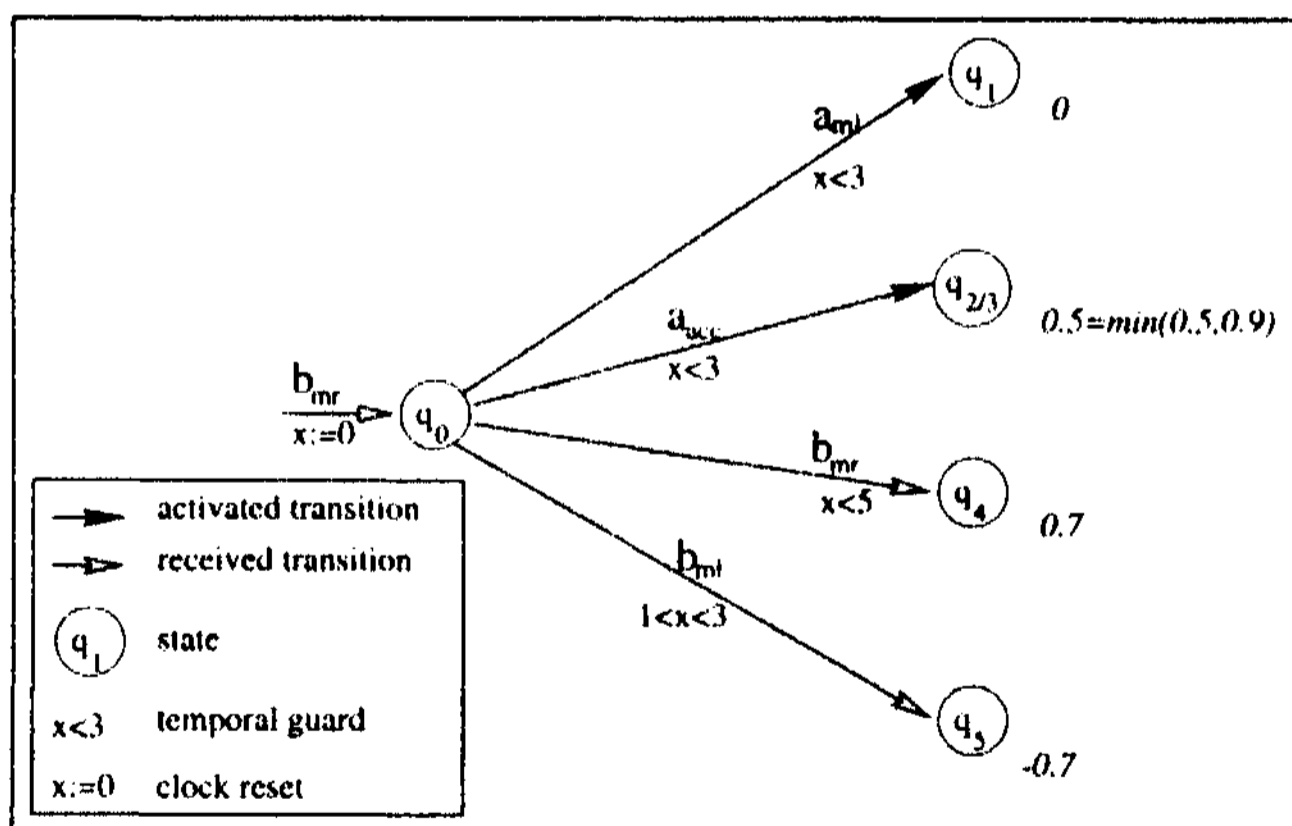 q1
0
a
x<3
q2/3
0.5=min(0.5,0.9)
aacc
x<3
bmr
x:=0
q0
bmr
x<5
q4
0.7
b
1<x<3
q5
-0.7
activated transition
received transition
q1 state
x<3 temporal guard
x:=0 clock reset